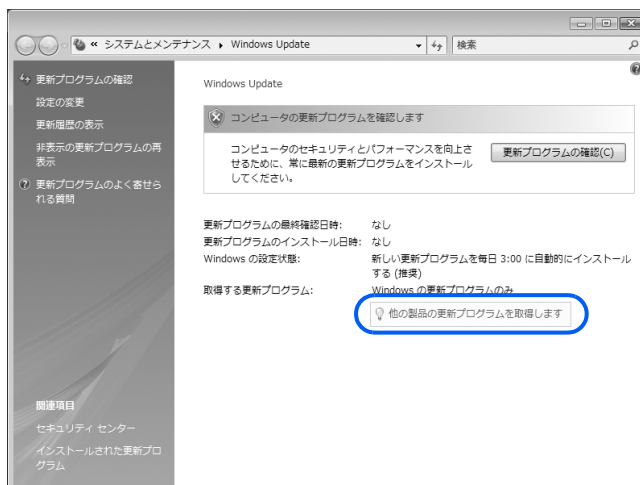 « システムとメンテナンス ▸ Windows Update
検索
更新プログラムの確認
設定の変更
更新履歴の表示
非表示の更新プログラムの再
表示
更新プログラムのよく寄せら
れる質問
関連項目
セキュリティ センター
インストールされた更新プロ
グラム
Windows Update
コンピュータの更新プログラムを確認します
コンピュータのセキュリティとパフォーマンスを向上さ
せるために、常に最新の更新プログラムをインストール
してください。
更新プログラムの確認(C)
更新プログラムの最終確認日時: なし
更新プログラムのインストール日時: なし
Windows の設定状態: 新しい更新プログラムを毎日 3:00 に自動的にインストール
する (推奨)
取得する更新プログラム: Windows の更新プログラムのみ
他の製品の更新プログラムを取得します